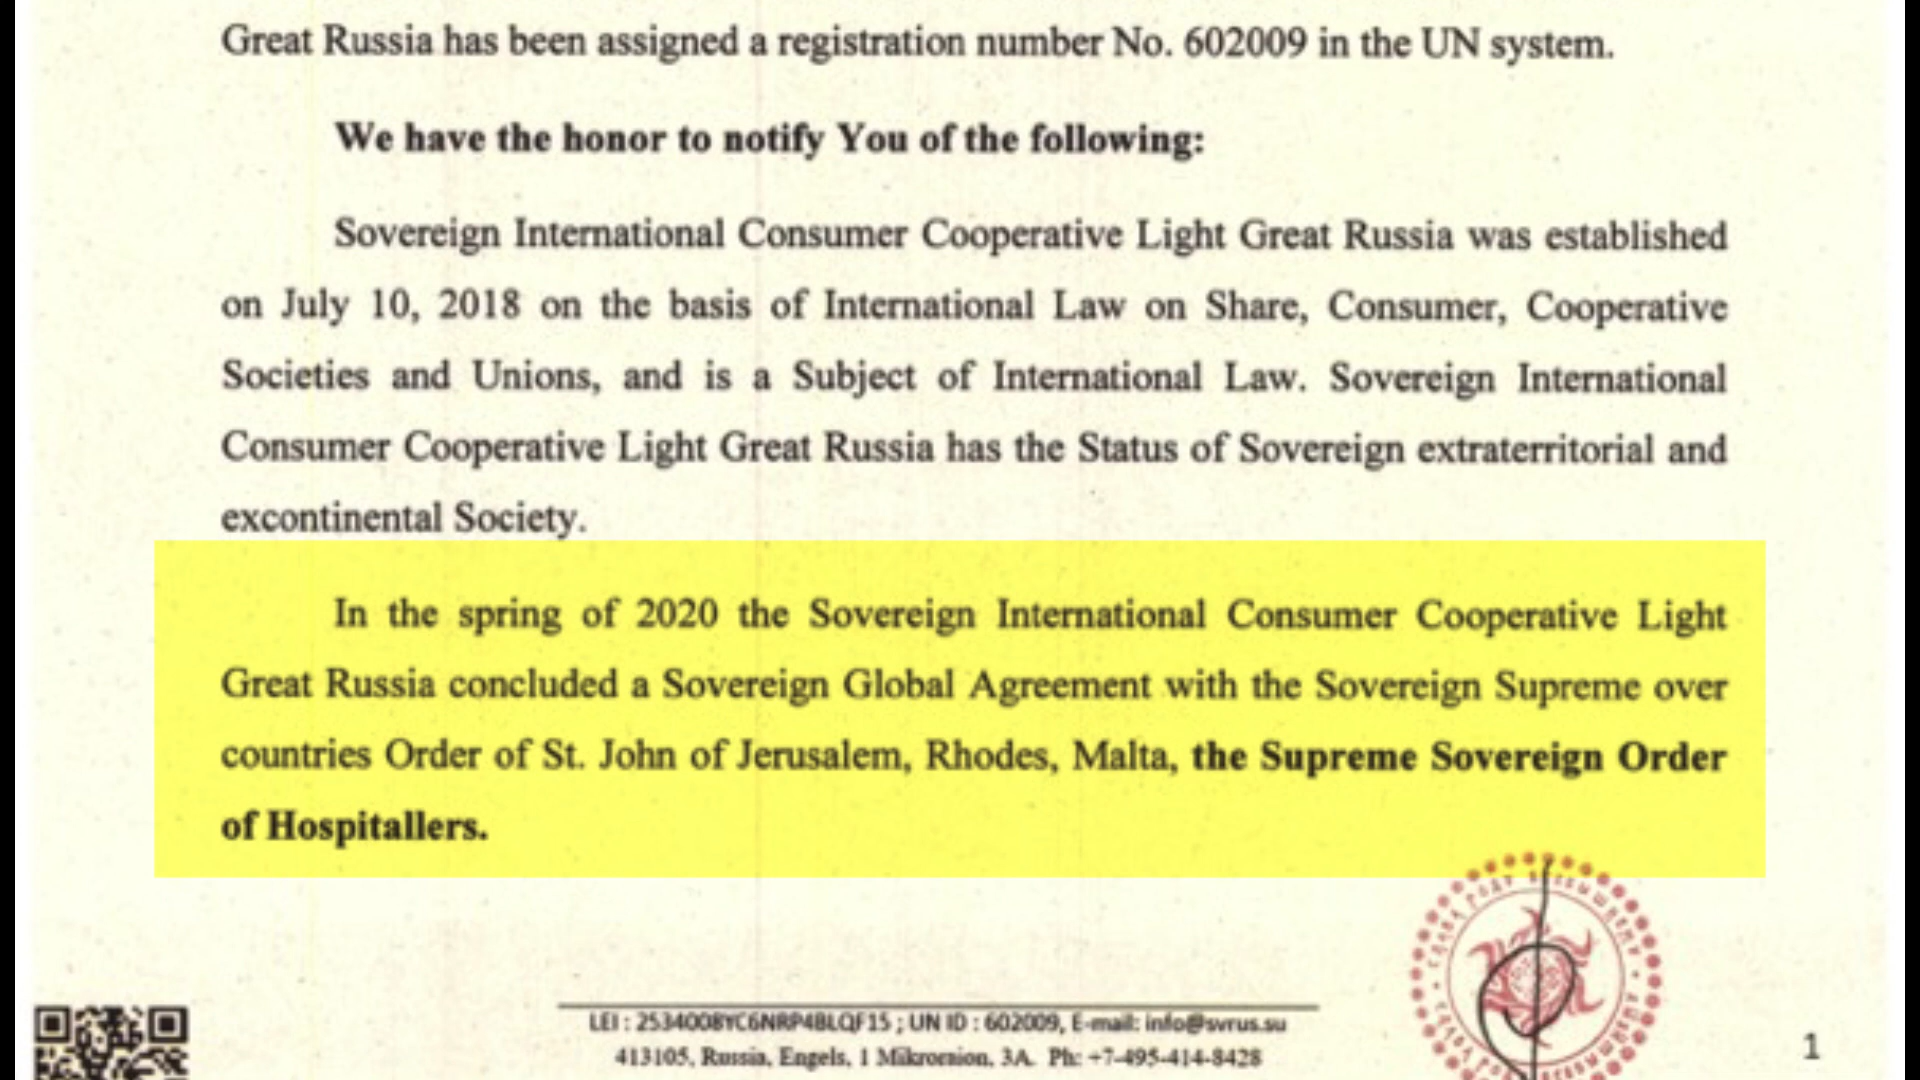 Great Russia has been assigned a registration number No. 602009 in the UN system.
We have the honor to notify You of the following:
Sovereign International Consumer Cooperative Light Great Russia was established
on July 10, 2018 on the basis of International Law on Share, Consumer, Cooperative
Societies and Unions, and is a Subject of International Law. Sovereign International
Consumer Cooperative Light Great Russia has the Status of Sovereign extraterritorial and
excontinental Society.
In the spring of 2020 the Sovereign International Consumer Cooperative Light
Great Russia concluded a Sovereign Global Agreement with the Sovereign Supreme over
countries Order of St. John of Jerusalem, Rhodes, Malta, the Supreme Sovereign Order
of Hospitallers.
LEI : 2534008YC6NRP4BLQF15 ; UN ID : 602009, E-mail: info@svrus.su
413105, Russia, Engels, 1 Mikroraion, 3A. Ph: +7-495-414-8428
1